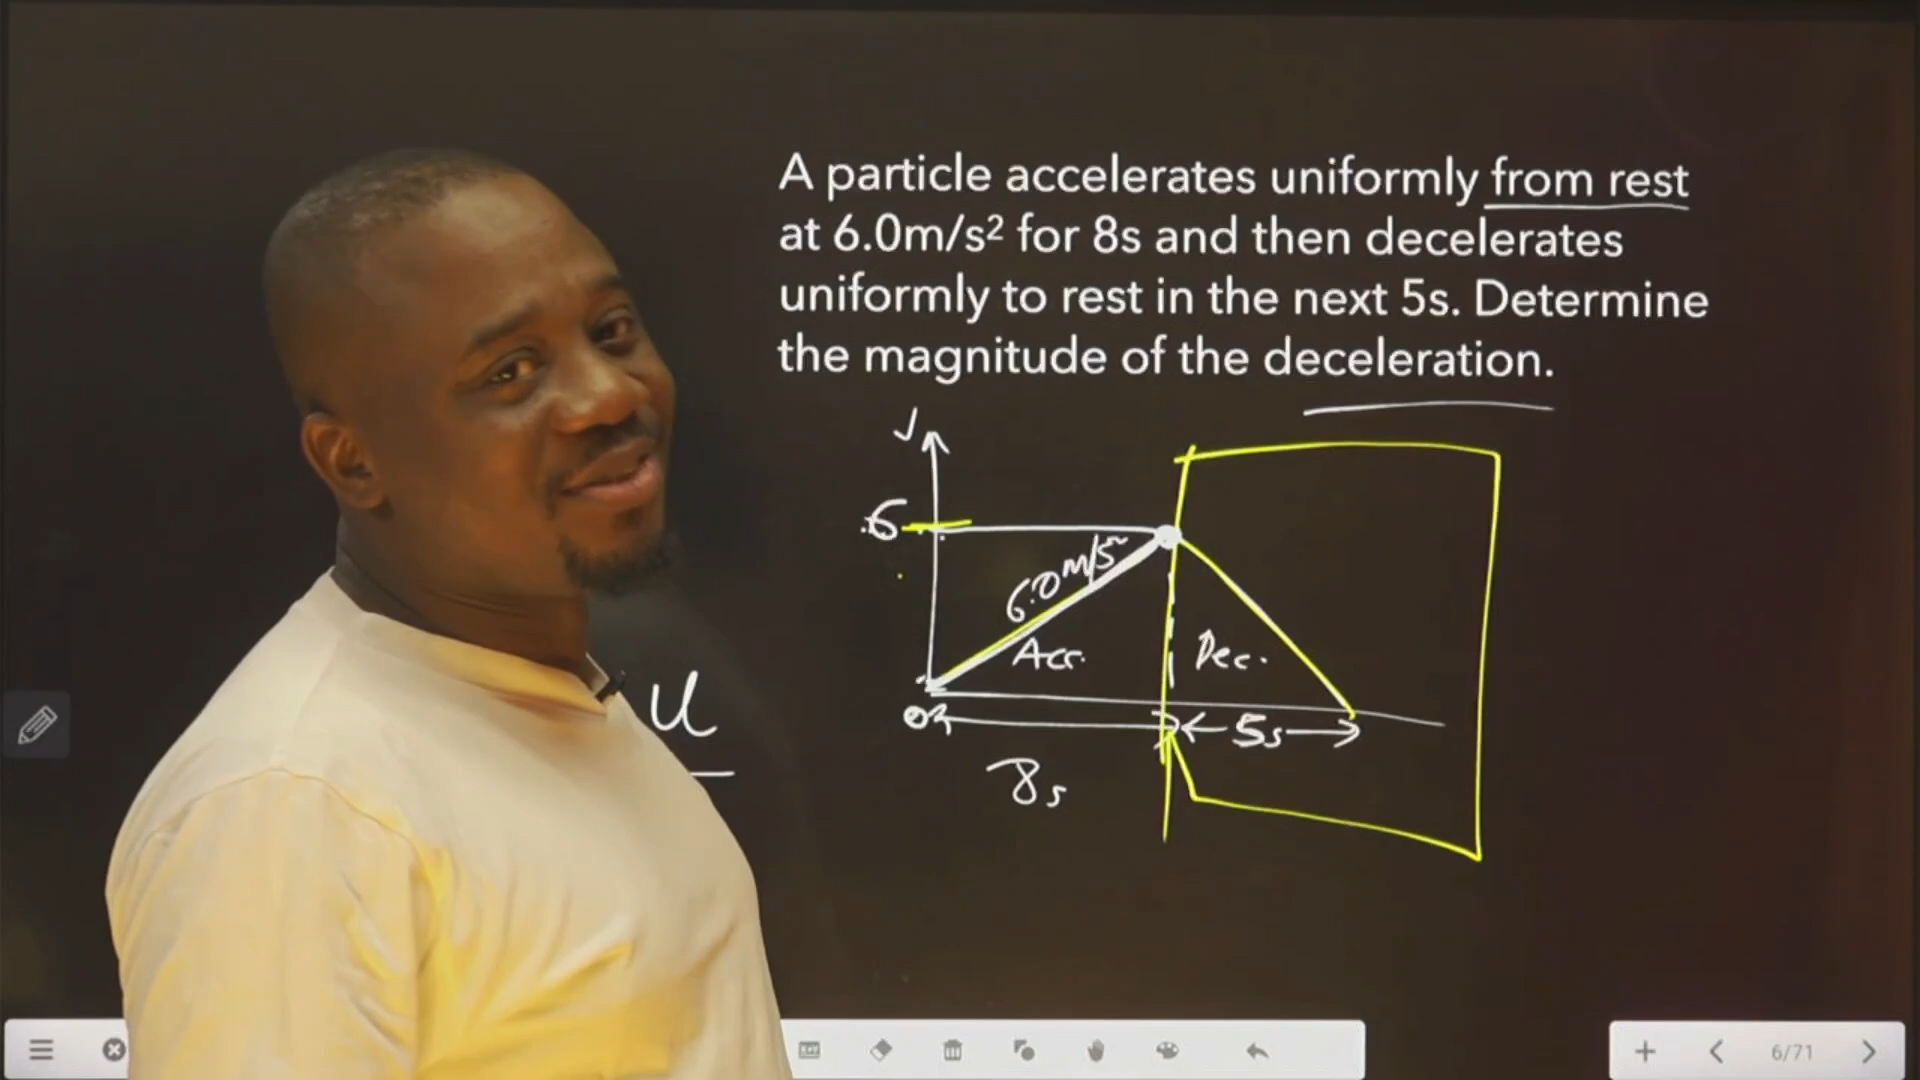 A particle accelerates uniformly from rest
at 6.0m/s² for 8s and then decelerates
uniformly to rest in the next 5s. Determine
the magnitude of the deceleration.
V
6
6.0 m/s²
Acc.
Dec.
U
5s
8s
6/71